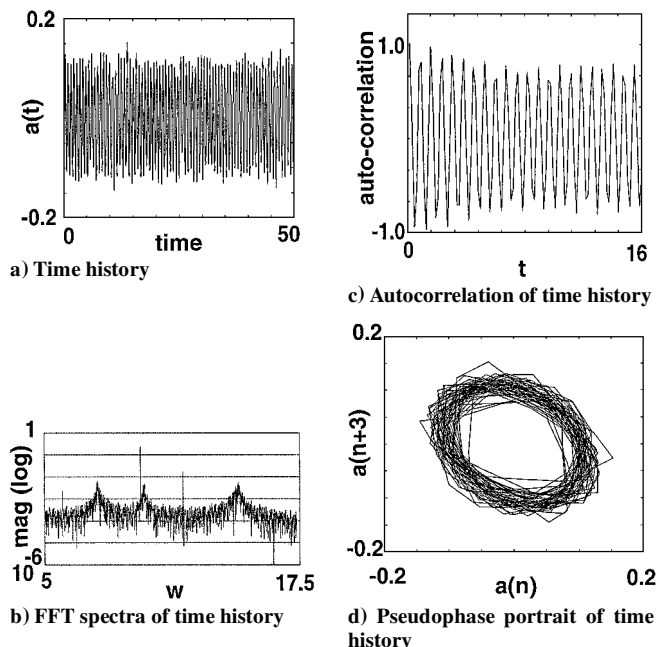 0.2
a(t)
-0.2
0
time
50
a) Time history
1.0
auto-correlation
-1.0
0
t
16
c) Autocorrelation of time history
1
mag (log)
-6
10
5
w
17.5
b) FFT spectra of time history
0.2
a(n+3)
-0.2
-0.2
a(n)
0.2
d) Pseudophase portrait of time
history